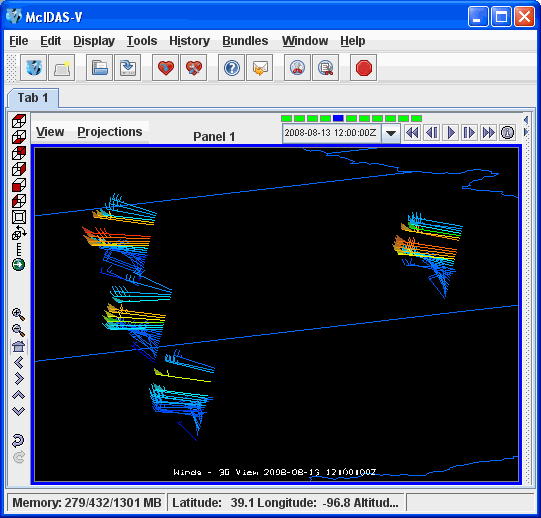 McIDAS-V
File Edit Display Tools History Bundles Window Help
Tab 1
View Projections Panel 1 2008-08-13 12:00:00Z
Winds - 3D View 2008-08-13 12:00:00Z
Memory: 279/432/1301 MB Latitude: 39.1 Longitude: -96.8 Altitud...